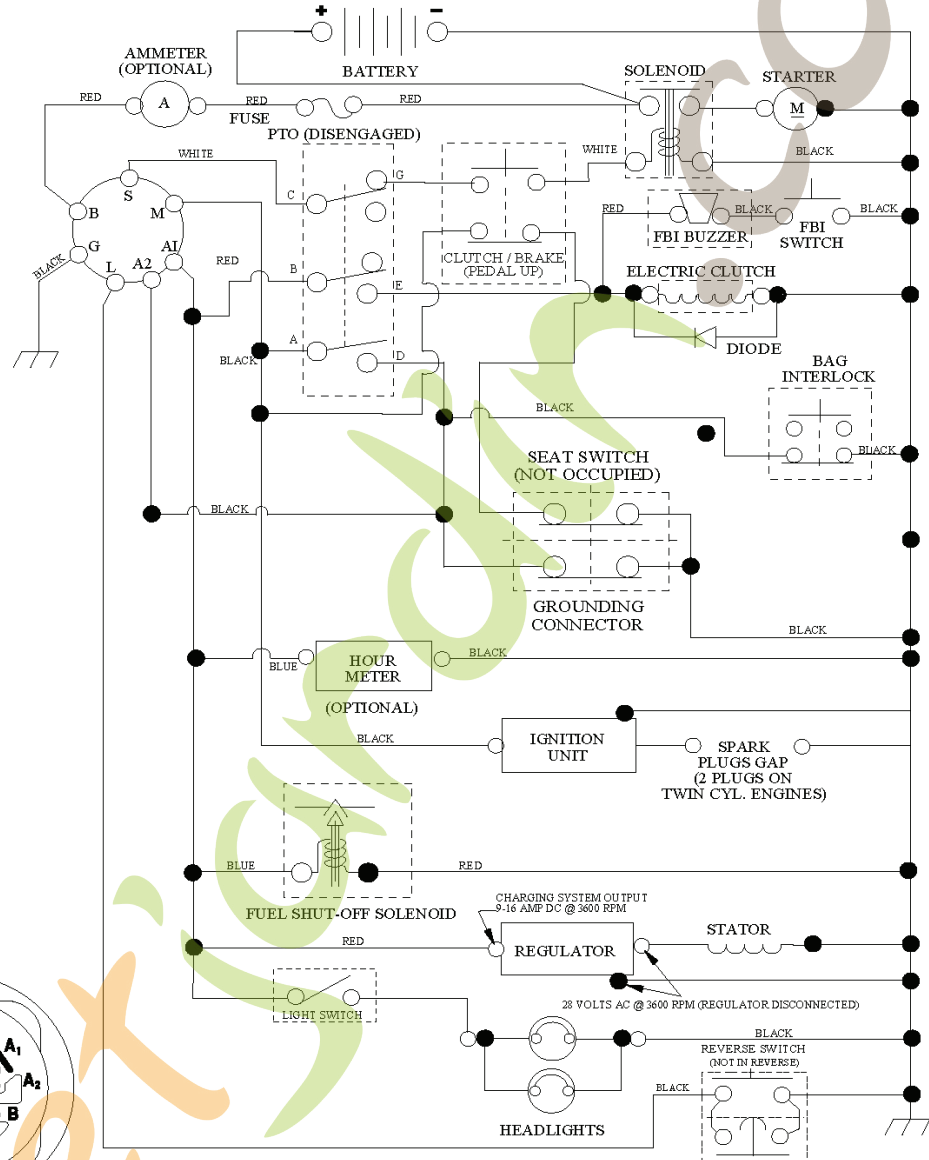 + −
BATTERY
AMMETER
(OPTIONAL)
SOLENOID
STARTER
RED
A
RED
FUSE
RED
M
PTO (DISENGAGED)
WHITE
WHITE
BLACK
S
B
M
G
A1
L
A2
BLACK
C
G
RED
B
E
A
D
BLACK
CLUTCH / BRAKE
(PEDAL UP)
RED
BLACK
BLACK
FBI BUZZER
FBI
SWITCH
ELECTRIC CLUTCH
DIODE
BAG
INTERLOCK
BLACK
BLACK
SEAT SWITCH
(NOT OCCUPIED)
BLACK
GROUNDING
CONNECTOR
BLACK
BLUE
HOUR
METER
BLACK
(OPTIONAL)
BLACK
IGNITION
UNIT
SPARK
PLUGS GAP
(2 PLUGS ON
TWIN CYL. ENGINES)
BLUE
RED
FUEL SHUT-OFF SOLENOID
CHARGING SYSTEM OUTPUT
9-16 AMP DC @ 3600 RPM
RED
REGULATOR
STATOR
28 VOLTS AC @ 3600 RPM (REGULATOR DISCONNECTED)
LIGHT SWITCH
BLACK
HEADLIGHTS
REVERSE SWITCH
(NOT IN REVERSE)
BLACK
A1
A2
B